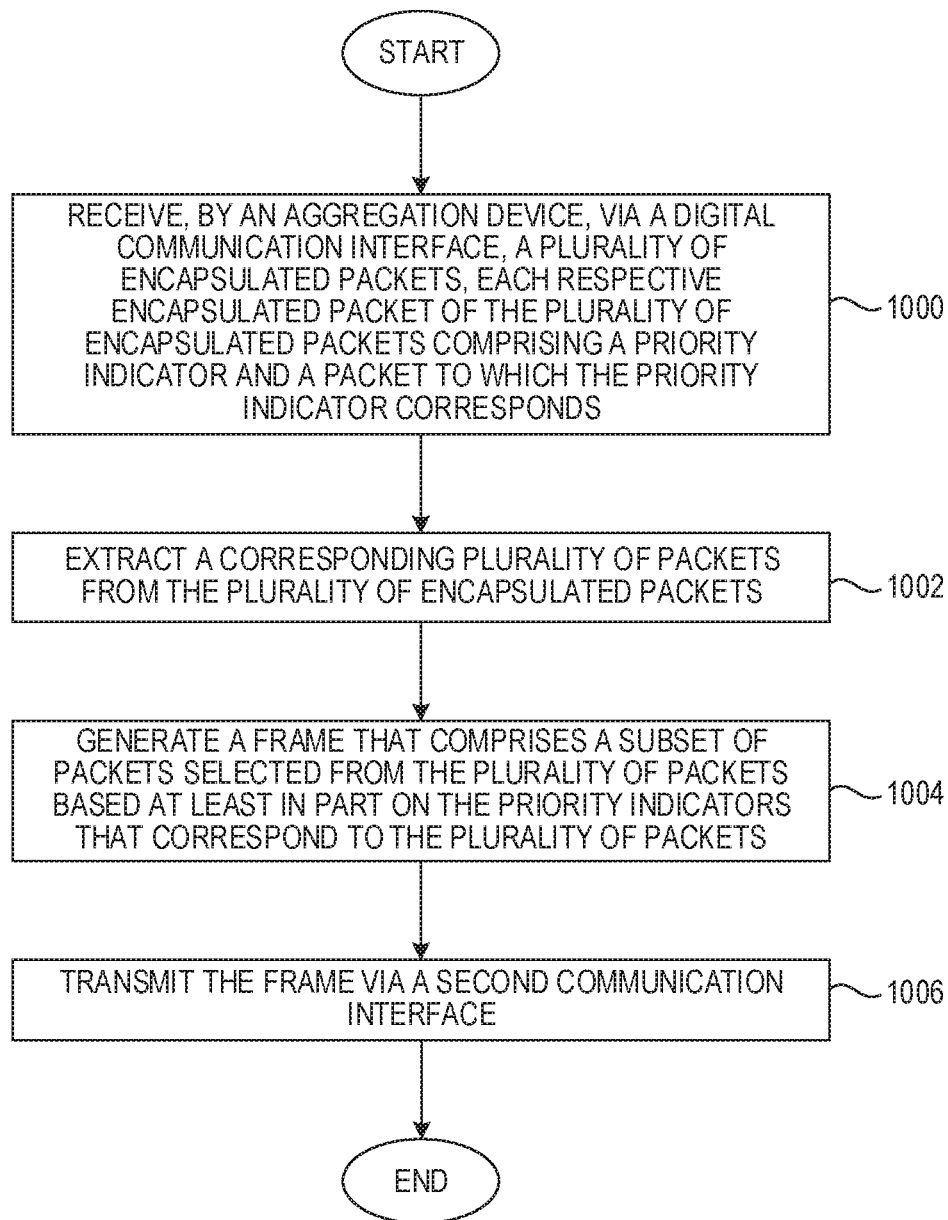 START
RECEIVE, BY AN AGGREGATION DEVICE, VIA A DIGITAL
COMMUNICATION INTERFACE, A PLURALITY OF
ENCAPSULATED PACKETS, EACH RESPECTIVE
ENCAPSULATED PACKET OF THE PLURALITY OF
ENCAPSULATED PACKETS COMPRISING A PRIORITY
INDICATOR AND A PACKET TO WHICH THE PRIORITY
INDICATOR CORRESPONDS
1000
EXTRACT A CORRESPONDING PLURALITY OF PACKETS
FROM THE PLURALITY OF ENCAPSULATED PACKETS
1002
GENERATE A FRAME THAT COMPRISES A SUBSET OF
PACKETS SELECTED FROM THE PLURALITY OF PACKETS
BASED AT LEAST IN PART ON THE PRIORITY INDICATORS
THAT CORRESPOND TO THE PLURALITY OF PACKETS
1004
TRANSMIT THE FRAME VIA A SECOND COMMUNICATION
INTERFACE
1006
END